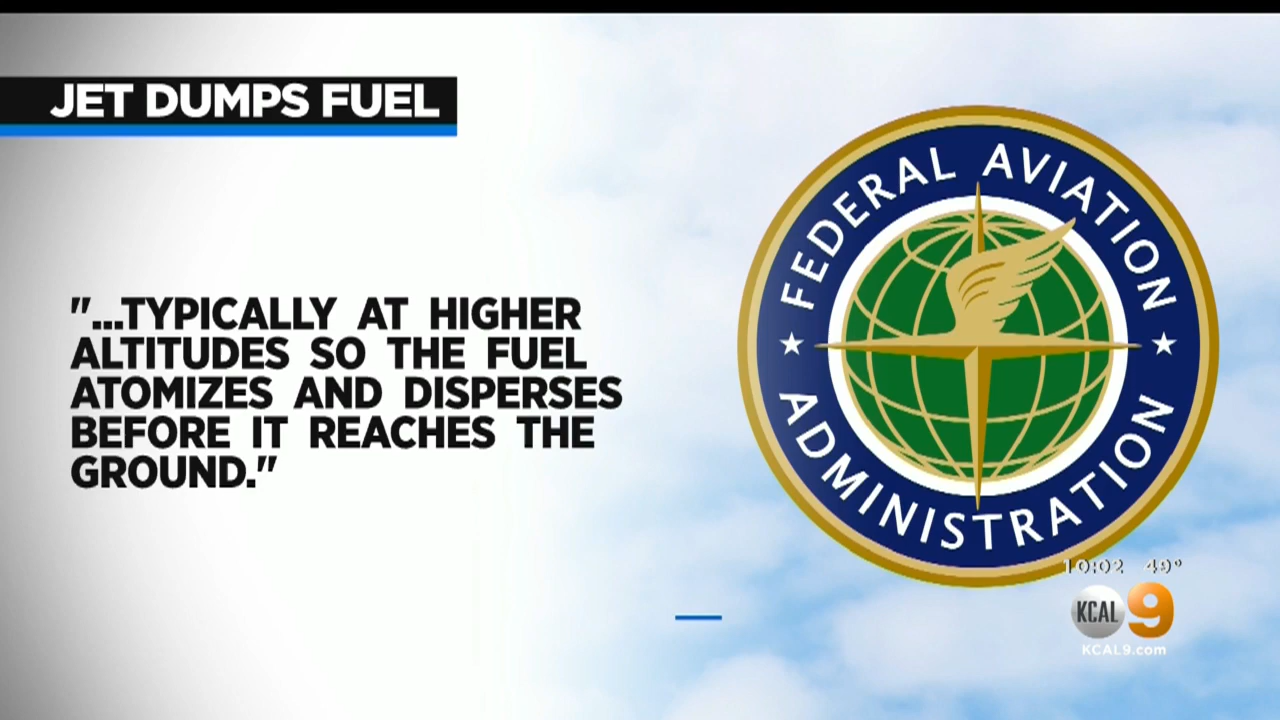 JET DUMPS FUEL
"...TYPICALLY AT HIGHER
ALTITUDES SO THE FUEL
ATOMIZES AND DISPERSES
BEFORE IT REACHES THE
GROUND."
FEDERAL AVIATION
ADMINISTRATION
10:02 49°
KCAL 9
KCAL9.com